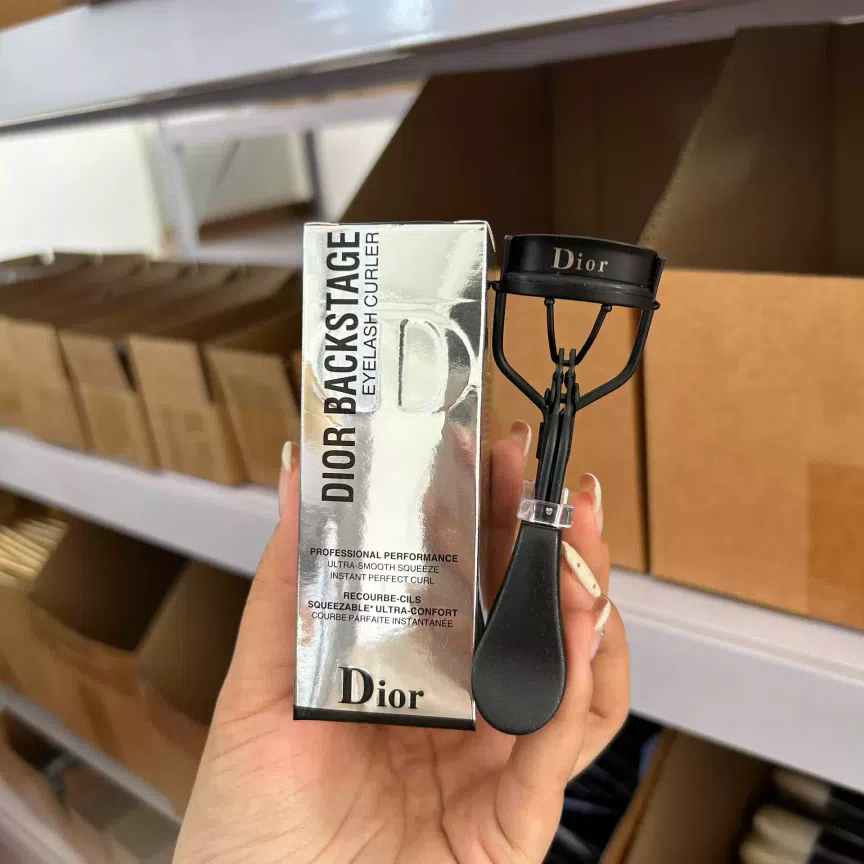 DIOR BACKSTAGE
EYELASH CURLER
CD
PROFESSIONAL PERFORMANCE
ULTRA-SMOOTH SQUEEZE
INSTANT PERFECT CURL
RECOURBE-CILS
SQUEEZABLE* ULTRA-CONFORT
COURBE PARFAITE INSTANTANÉE
Dior
Dior